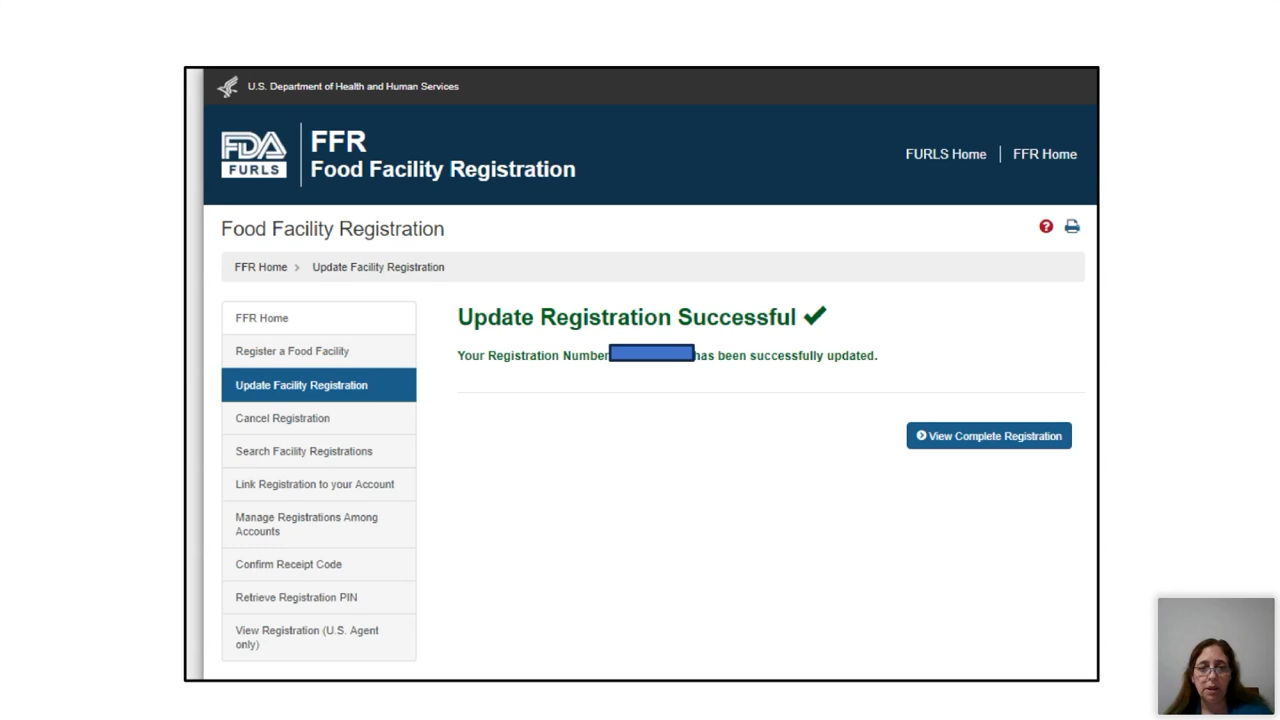 U.S. Department of Health and Human Services
FDA
FURLS
FFR
Food Facility Registration
FURLS Home
FFR Home
Food Facility Registration
?
FFR Home > Update Facility Registration
FFR Home
Register a Food Facility
Update Facility Registration
Cancel Registration
Search Facility Registrations
Link Registration to your Account
Manage Registrations Among
Accounts
Confirm Receipt Code
Retrieve Registration PIN
View Registration (U.S. Agent
only)
Update Registration Successful ✔
Your Registration Number has been successfully updated.
View Complete Registration